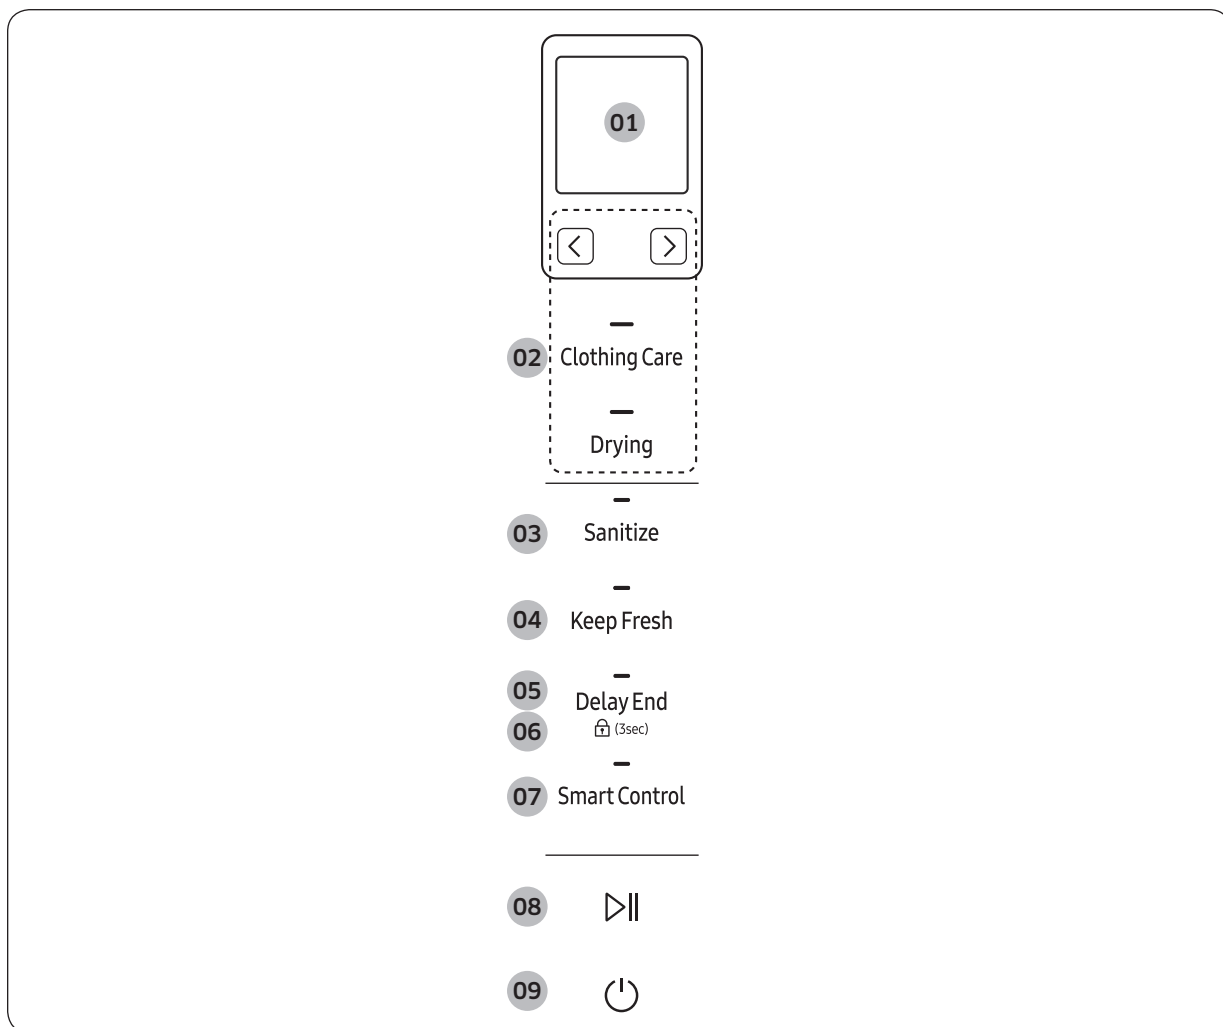 01
02 Clothing Care
Drying
03 Sanitize
04 Keep Fresh
05 Delay End
06 (3sec)
07 Smart Control
08
09